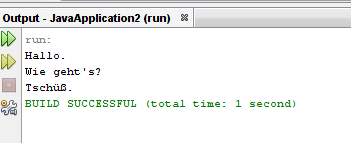 Output - JavaApplication2 (run)
run:
Hallo.
Wie geht's?
Tschüß.
BUILD SUCCESSFUL (total time: 1 second)